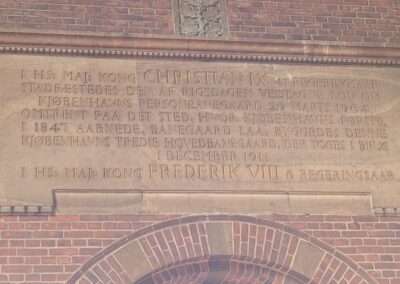 I HS: MAJ: KONG CHRISTIAN IX REGERINGSAAR
STADFÆSTEDES DEN AF RIGSDAGEN VEDTAGNE LOV OM
KJØBENHAVNS PERSONBANEGAARD 29 MARTS 1904
OMTRENT PAA DET STED, HVOR KJØBENHAVNS FØRSTE
I 1847 AABNEDE, BANEGAARD LAA, BYGGEDES DENNE
KJØBENHAVNS TREDIE HOVEDBANEGAARD, DER TOGES I BRUG
1 DECEMBER 1911
I HS: MAJ: KONG FREDERIK VIII REGERINGSAAR